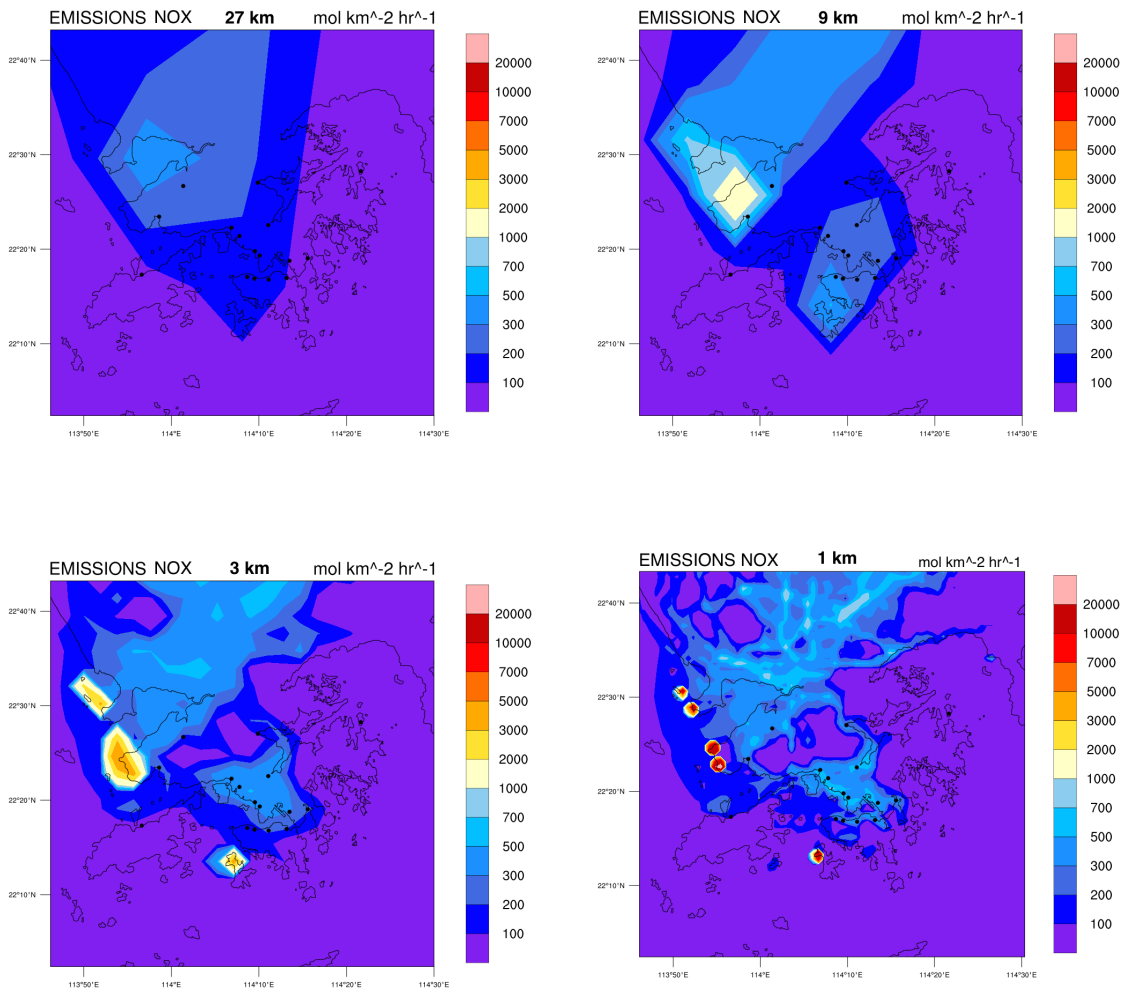 EMISSIONS NOX 27 km mol km^-2 hr^-1
22°40'N
22°30'N
22°20'N
22°10'N
113°50'E 114°E 114°10'E 114°20'E 114°30'E
20000
10000
7000
5000
3000
2000
1000
700
500
300
200
100
EMISSIONS NOX 9 km mol km^-2 hr^-1
22°40'N
22°30'N
22°20'N
22°10'N
113°50'E 114°E 114°10'E 114°20'E 114°30'E
20000
10000
7000
5000
3000
2000
1000
700
500
300
200
100
EMISSIONS NOX 3 km mol km^-2 hr^-1
22°40'N
22°30'N
22°20'N
22°10'N
113°50'E 114°E 114°10'E 114°20'E 114°30'E
20000
10000
7000
5000
3000
2000
1000
700
500
300
200
100
EMISSIONS NOX 1 km mol km^-2 hr^-1
22°40'N
22°30'N
22°20'N
22°10'N
113°50'E 114°E 114°10'E 114°20'E 114°30'E
20000
10000
7000
5000
3000
2000
1000
700
500
300
200
100